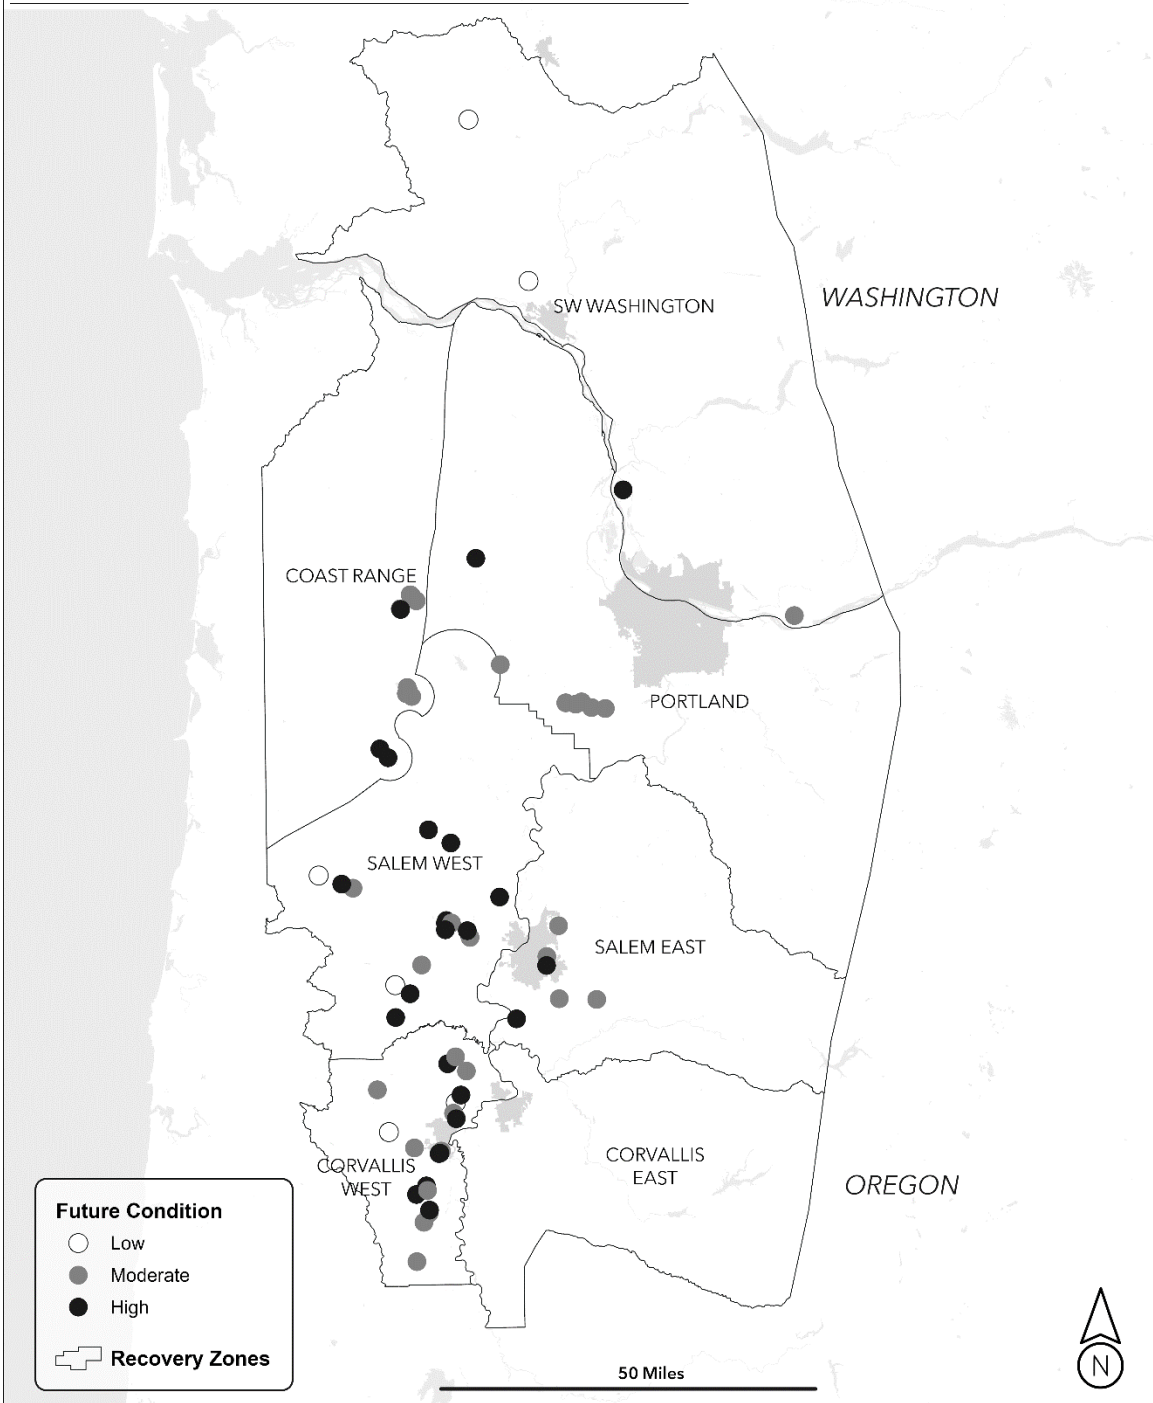 WASHINGTON
SW WASHINGTON
COAST RANGE
PORTLAND
SALEM WEST
SALEM EAST
CORVALLIS
WEST
CORVALLIS
EAST
OREGON
Future Condition
Low
Moderate
High
Recovery Zones
50 Miles
N